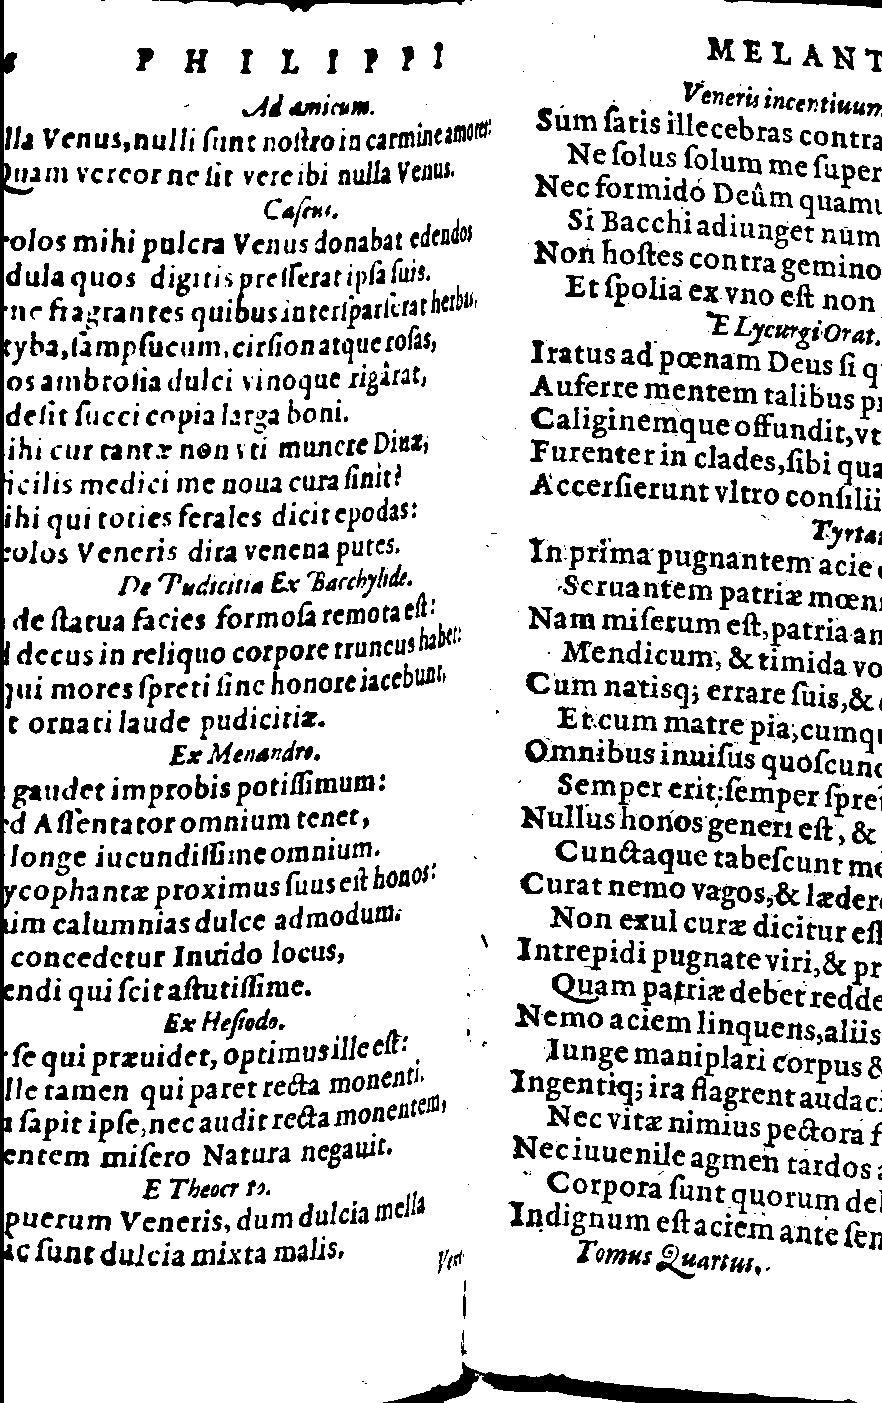 PHILIPPI
Ad amicum.
lla Venus, nulli ſunt noſtro in carmine amores:
Quam vereor ne ſit vere ibi nulla Venus.
Caſeus.
olos mihi pulcra Venus donabat edendos
dula quos digitis preſſerat ipſa ſuis.
fragrantes quibus interſparſerat herbas,
tyba, ſāmpſucum, cirſion atque roſas,
os ambroſia dulci vinoque rigârat,
deſit ſucci copia larga boni.
ihi cur tantæ non vti munere Diuæ,
ficilis medici me noua cura ſinit?
ihi qui toties ferales dicit epodas:
colos Veneris dira venena putes.
De Pudicitia Ex Bacchylide.
de ſtatua facies formoſa remota eſt:
decus in reliquo corpore truncus habet:
qui mores ſpreti ſine honore iacebunt,
t ornati laude pudicitiæ.
Ex Menandro.
gaudet improbis potiſſimum:
ed Aſſentator omnium tenet,
longe iucundiſſime omnium.
ycophantæ proximus ſuus eſt honos:
im calumnias dulce admodum.
concedetur Inuido locus,
endi qui ſcit aſtutiſſime.
Ex Heſiodo.
ſe qui præuidet, optimus ille eſt:
lle tamen qui paret recta monenti.
ſapit ipſe, nec audit recta monentem,
entem miſero Natura negauit.
E Theocrito.
puerum Veneris, dum dulcia mella
ac ſunt dulcia mixta malis.
MELANT
Veneris incentiuum
Sum ſatis illecebras contra
Ne ſolus ſolum me ſuper
Nec formidó Deûm quamu
Si Bacchi adiunget num
Non hoſtes contra gemino
Et ſpolia ex vno eſt non
E Lycurgi Orat.
Iratus ad pœnam Deus ſi q
Auferre mentem talibus pr
Caliginemque offundit, vt
Furenter in clades, ſibi qua
Accerſierunt vltro conſilii
Tyrta
In prima pugnantem acie
Seruantem patriæ mœn
Nam miſerum eſt, patria an
Mendicum, & timida vo
Cum natisq; errare ſuis, &
Et cum matre pia, cumqu
Omnibus inuiſus quoſcunq
Semper erit; ſemper ſpre
Nullus honos generi eſt, &
Cunctaque tabeſcunt me
Curat nemo vagos, & læder
Non exul curæ dicitur eſſ
Intrepidi pugnate viri, & pr
Quam patriæ debet redde
Nemo aciem linquens, aliis
Iunge maniplari corpus &
Ingentiq; ira flagrent audaci
Nec vitæ nimius pectora f
Nec iuuenile agmen tardos
Corpora ſunt quorum de
Indignum eſt aciem ante ſen
Tomus Quartus.